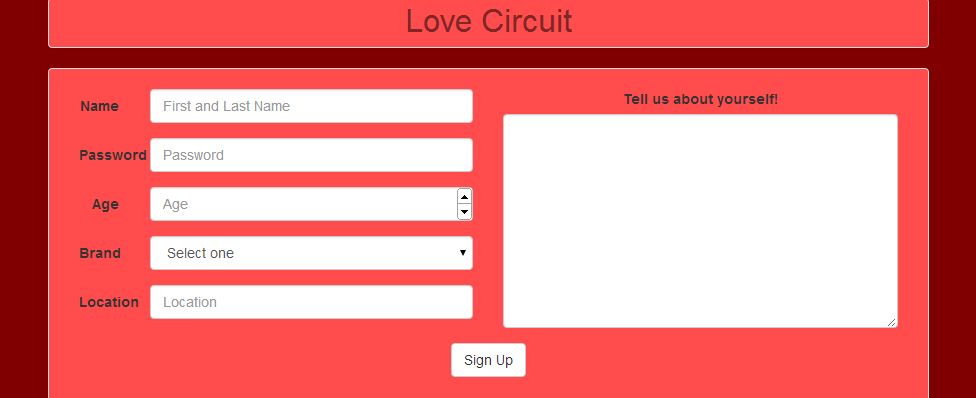 Love Circuit
Name
First and Last Name
Password
Password
Age
Age
Brand
Select one
Location
Location
Tell us about yourself!
Sign Up